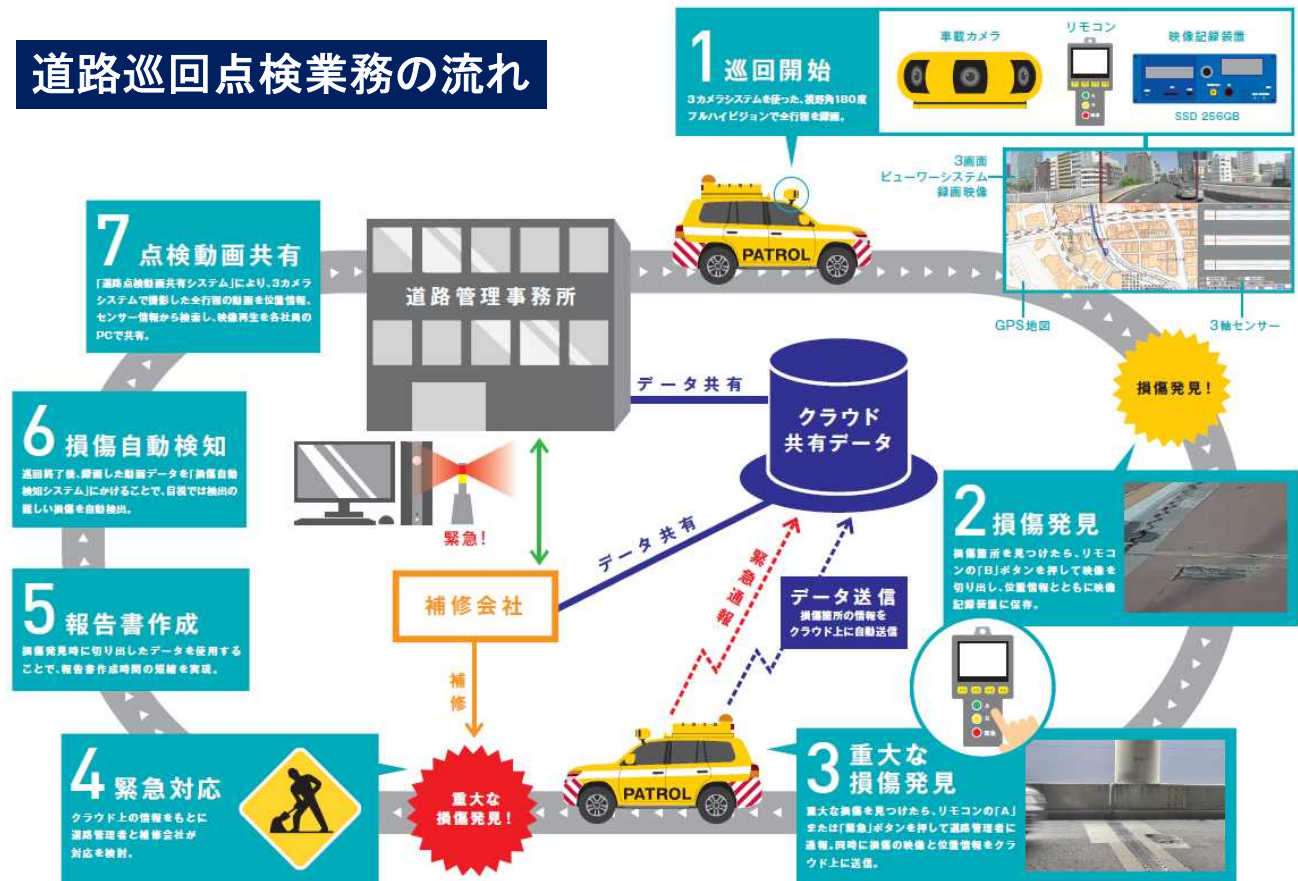 道路巡回点検業務の流れ
1 巡回開始
3カメラシステムを使った、視野角180度
フルハイビジョンで全行程を録画。
車載カメラ
リモコン
映像記録装置
SSD 256GB
3画面
ビューワーシステム
録画映像
GPS地図
3軸センサー
PATROL
損傷発見！
2 損傷発見
損傷箇所を見つけたら、リモコ
ンの「B」ボタンを押して映像を
切り出し、位置情報とともに映像
記録装置に保存。
A
B
緊急
3 重大な
損傷発見
重大な損傷を見つけたら、リモコンの「A」
または「緊急」ボタンを押して道路管理者に
通報。同時に損傷の映像と位置情報をクラ
ウド上に送信。
PATROL
重大な
損傷発見！
4 緊急対応
クラウド上の情報をもとに
道路管理者と補修会社が
対応を検討。
5 報告書作成
損傷発見時に切り出したデータを使用する
ことで、報告書作成時間の短縮を実現。
6 損傷自動検知
巡回終了後、録画した動画データを「損傷自動
検知システム」にかけることで、目視では検出の
難しい損傷を自動検出。
7 点検動画共有
「道路点検動画共有システム」により、3カメラ
システムで撮影した全行程の動画を位置情報、
センサー情報から検索し、映像再生を各社員の
PCで共有。
道路管理事務所
データ共有
クラウド
共有データ
緊急！
データ共有
補修会社
補修
緊急通報
データ送信
損傷箇所の情報を
クラウド上に自動送信